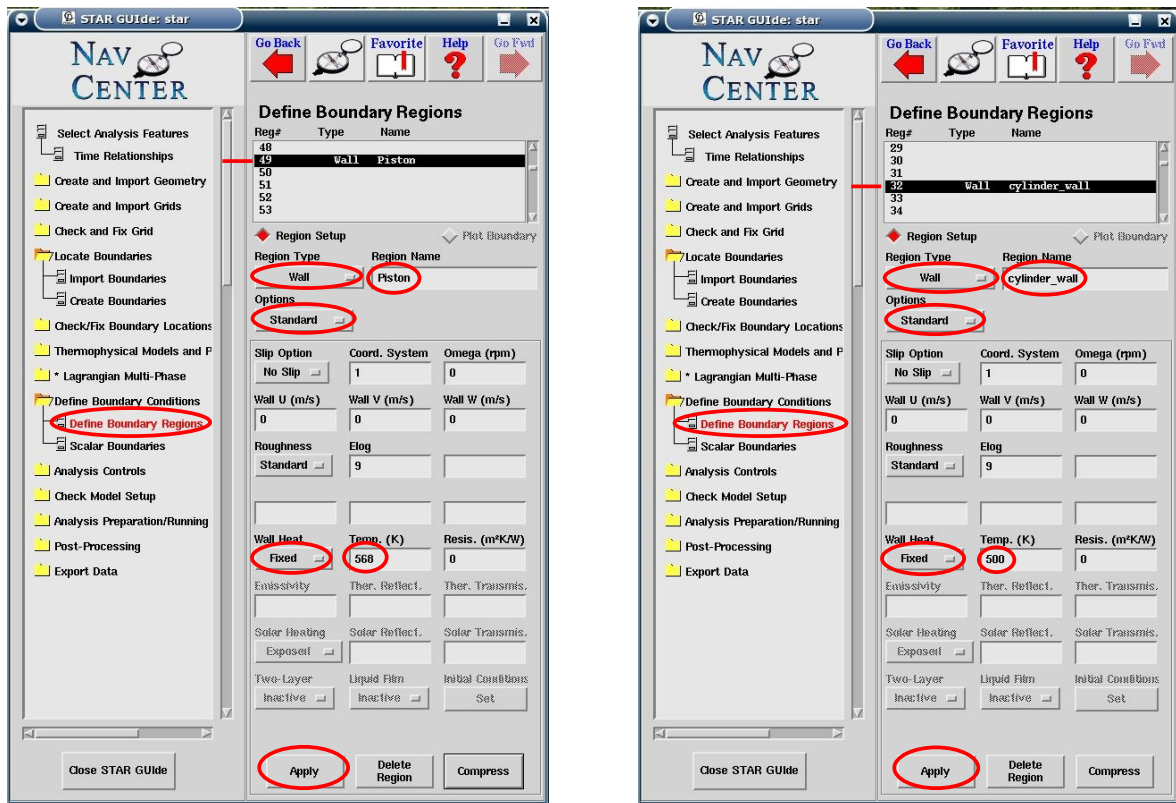 STAR GUIde: star
NAV
CENTER
Go Back
Favorite
Help
Go Fwd
Select Analysis Features
Time Relationships
Create and Import Geometry
Create and Import Grids
Check and Fix Grid
Locate Boundaries
Import Boundaries
Create Boundaries
Check/Fix Boundary Locations
Thermophysical Models and P
* Lagrangian Multi-Phase
Define Boundary Conditions
Define Boundary Regions
Scalar Boundaries
Analysis Controls
Check Model Setup
Analysis Preparation/Running
Post-Processing
Export Data
Close STAR GUIde
Define Boundary Regions
Reg# Type Name
48
49 Wall Piston
50
51
52
53
Region Setup Plot Boundary
Region Type Region Name
Wall Piston
Options
Standard
Slip Option Coord. System Omega (rpm)
No Slip 1 0
Wall U (m/s) Wall V (m/s) Wall W (m/s)
0 0 0
Roughness Elog
Standard 9
Wall Heat Temp. (K) Resis. (m²K/W)
Fixed 568 0
Emissivity Ther. Reflect. Ther. Transmis.
Solar Heating Solar Reflect. Solar Transmis.
Exposed
Two-Layer Liquid Film Initial Conditions
Inactive Inactive Set
Apply Delete Region Compress
STAR GUIde: star
NAV
CENTER
Go Back
Favorite
Help
Go Fwd
Select Analysis Features
Time Relationships
Create and Import Geometry
Create and Import Grids
Check and Fix Grid
Locate Boundaries
Import Boundaries
Create Boundaries
Check/Fix Boundary Locations
Thermophysical Models and P
* Lagrangian Multi-Phase
Define Boundary Conditions
Define Boundary Regions
Scalar Boundaries
Analysis Controls
Check Model Setup
Analysis Preparation/Running
Post-Processing
Export Data
Close STAR GUIde
Define Boundary Regions
Reg# Type Name
29
30
31
32 Wall cylinder_wall
33
34
Region Setup Plot Boundary
Region Type Region Name
Wall cylinder_wall
Options
Standard
Slip Option Coord. System Omega (rpm)
No Slip 1 0
Wall U (m/s) Wall V (m/s) Wall W (m/s)
0 0 0
Roughness Elog
Standard 9
Wall Heat Temp. (K) Resis. (m²K/W)
Fixed 500 0
Emissivity Ther. Reflect. Ther. Transmis.
Solar Heating Solar Reflect. Solar Transmis.
Exposed
Two-Layer Liquid Film Initial Conditions
Inactive Inactive Set
Apply Delete Region Compress